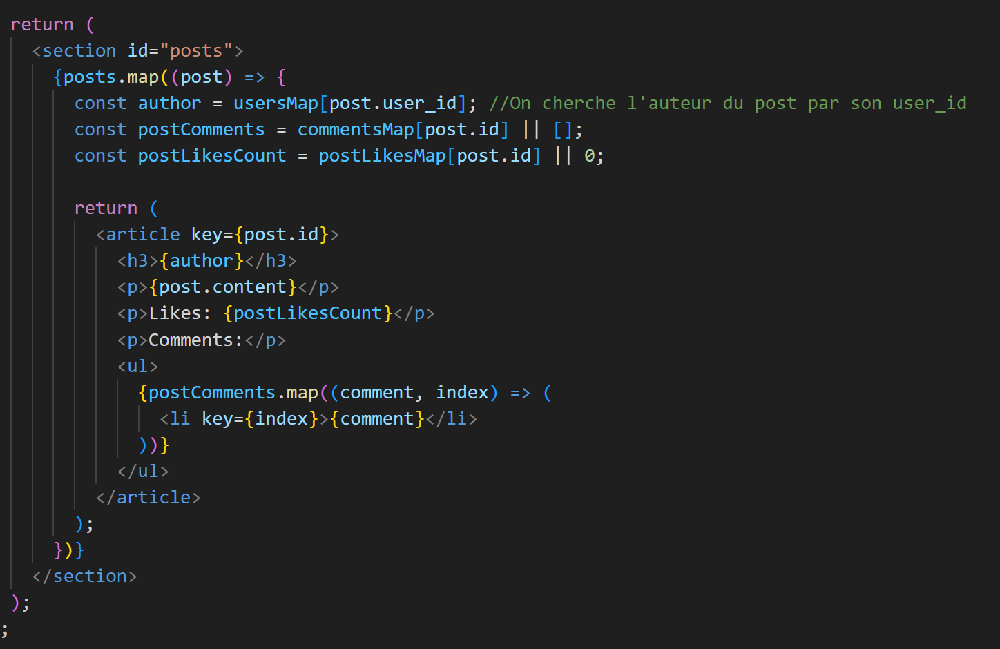 return (
<section id="posts">
{posts.map((post) => {
const author = usersMap[post.user_id]; //On cherche l'auteur du post par son user_id
const postComments = commentsMap[post.id] || [];
const postLikesCount = postLikesMap[post.id] || 0;
return (
<article key={post.id}>
<h3>{author}</h3>
<p>{post.content}</p>
<p>Likes: {postLikesCount}</p>
<p>Comments:</p>
<ul>
{postComments.map((comment, index) => (
<li key={index}>{comment}</li>
))}
</ul>
</article>
);
})}
</section>
);
;